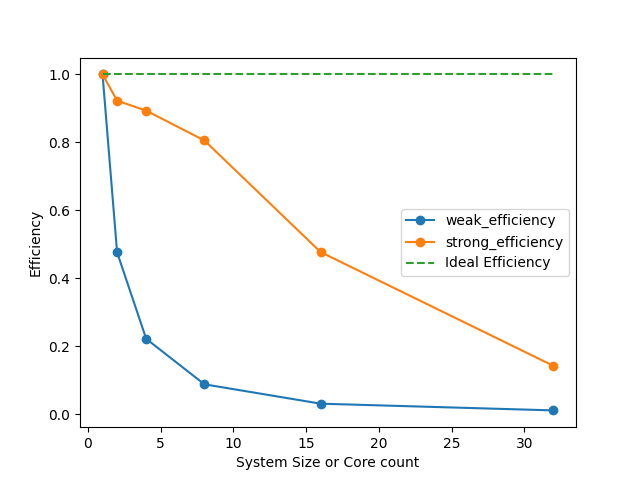 1.0
0.8
0.6
0.4
0.2
0.0
Efficiency
weak_efficiency
strong_efficiency
Ideal Efficiency
0 5 10 15 20 25 30
System Size or Core count